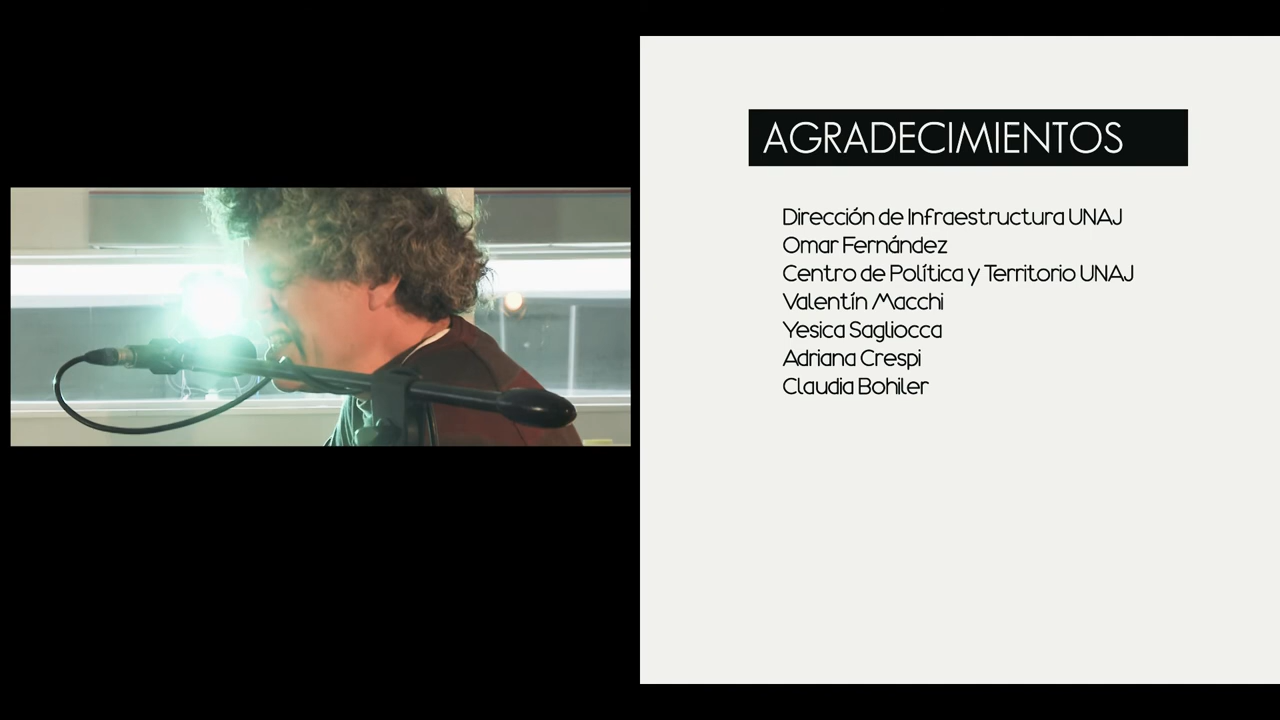 AGRADECIMIENTOS
Dirección de Infraestructura UNAJ
Omar Fernández
Centro de Política y Territorio UNAJ
Valentín Macchi
Yesica Sagliocca
Adriana Crespi
Claudia Bohiler